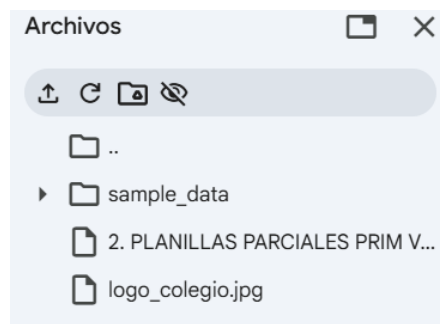 Archivos
..
sample_data
2. PLANILLAS PARCIALES PRIM V...
logo_colegio.jpg